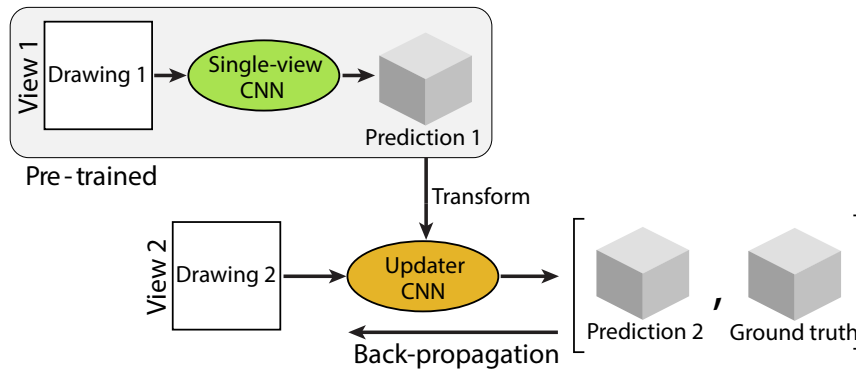 View 1
Drawing 1
Single-view
CNN
Prediction 1
Pre-trained
Transform
View 2
Drawing 2
Updater
CNN
,
Prediction 2
Ground truth
Back-propagation